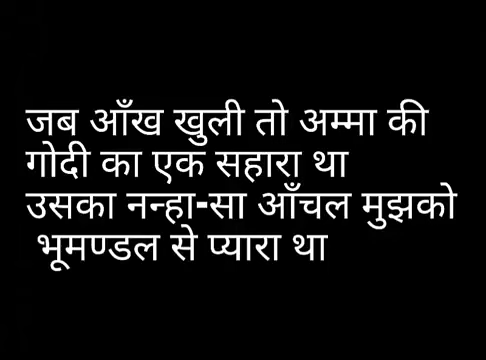 जब आँख खुली तो अम्मा की
गोदी का एक सहारा था
उसका नन्हा-सा आँचल मुझको
भूमण्डल से प्यारा था